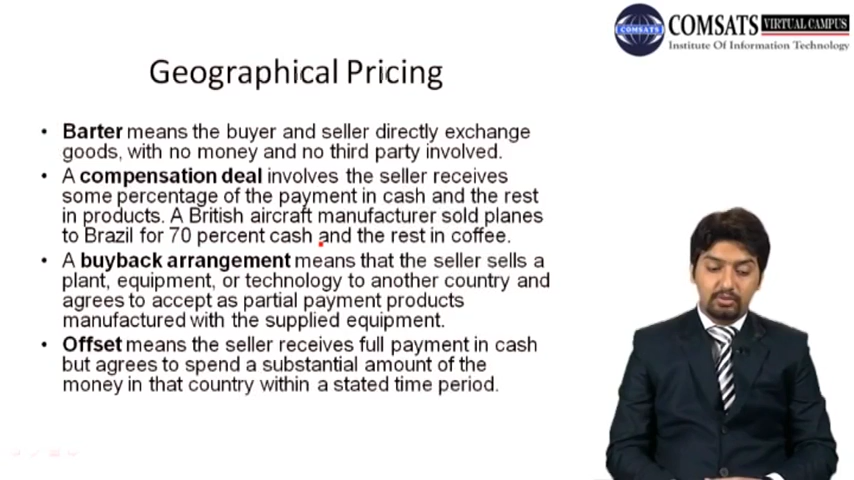 COMSATS
COMSATS VIRTUAL CAMPUS
Institute Of Information Technology
Geographical Pricing
• Barter means the buyer and seller directly exchange
goods, with no money and no third party involved.
• A compensation deal involves the seller receives
some percentage of the payment in cash and the rest
in products. A British aircraft manufacturer sold planes
to Brazil for 70 percent cash and the rest in coffee.
• A buyback arrangement means that the seller sells a
plant, equipment, or technology to another country and
agrees to accept as partial payment products
manufactured with the supplied equipment.
• Offset means the seller receives full payment in cash
but agrees to spend a substantial amount of the
money in that country within a stated time period.